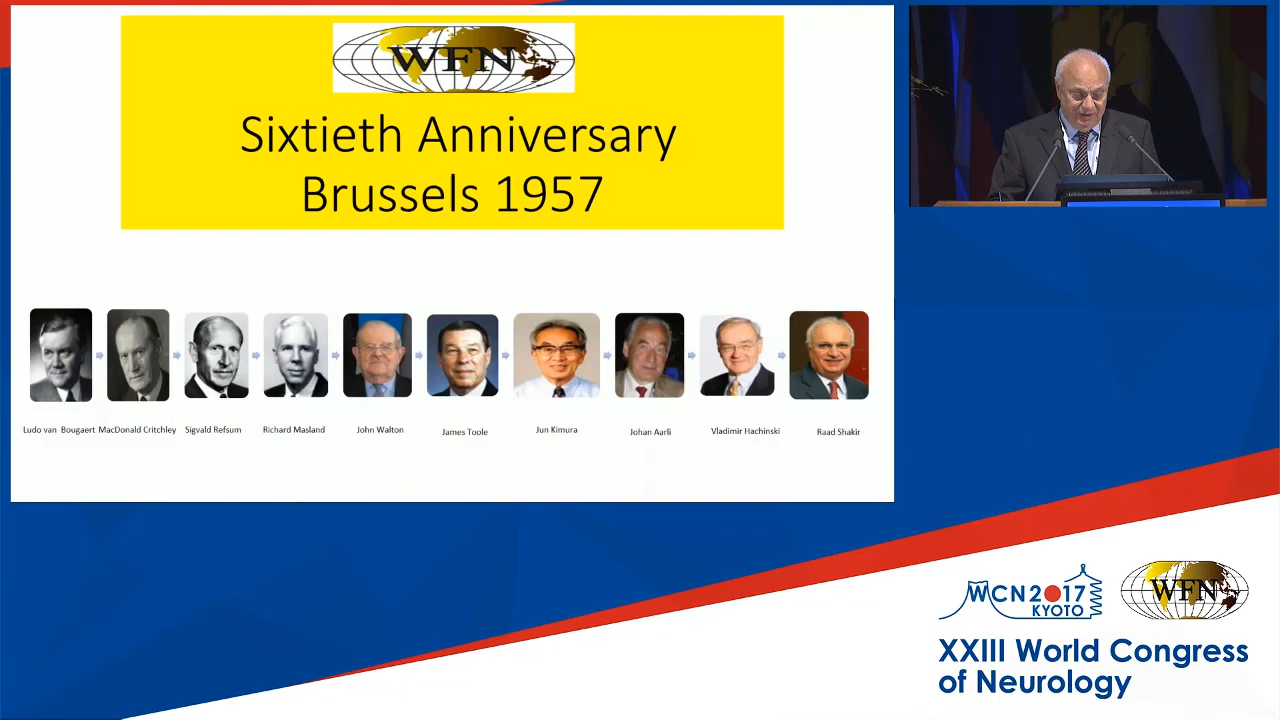 WFN
Sixtieth Anniversary
Brussels 1957
Ludo van Bougaert
MacDonald Critchley
Sigvald Refsum
Richard Masland
John Walton
James Toole
Jun Kimura
Johan Aarli
Vladimir Hachinski
Raad Shakir
WCN2017
KYOTO
WFN
XXIII World Congress
of Neurology